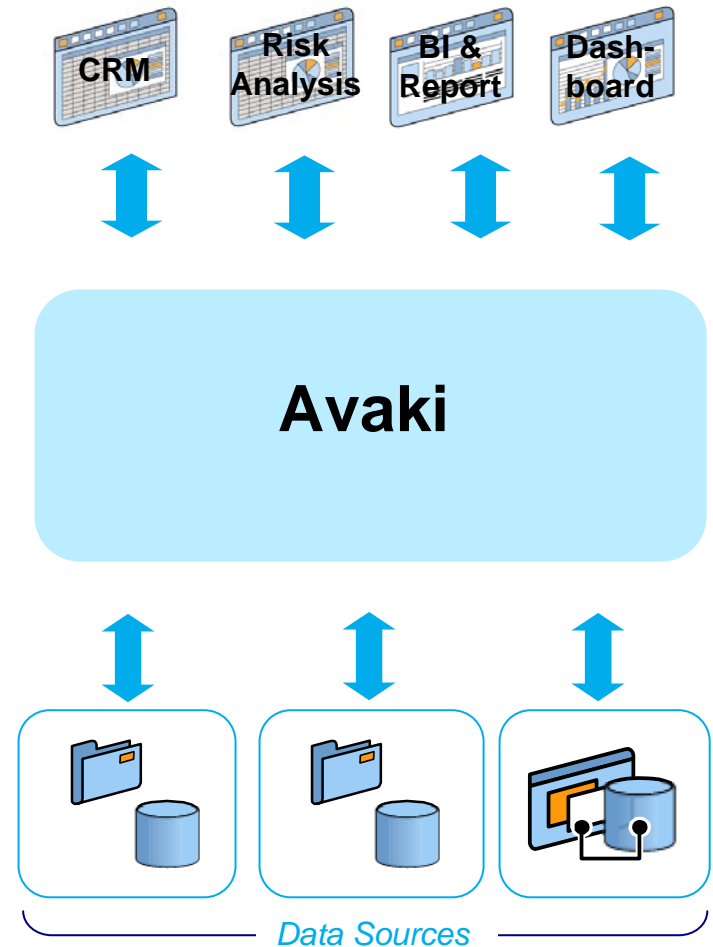 CRM
Risk
Analysis
BI &
Report
Dash-
board
Avaki
Data Sources